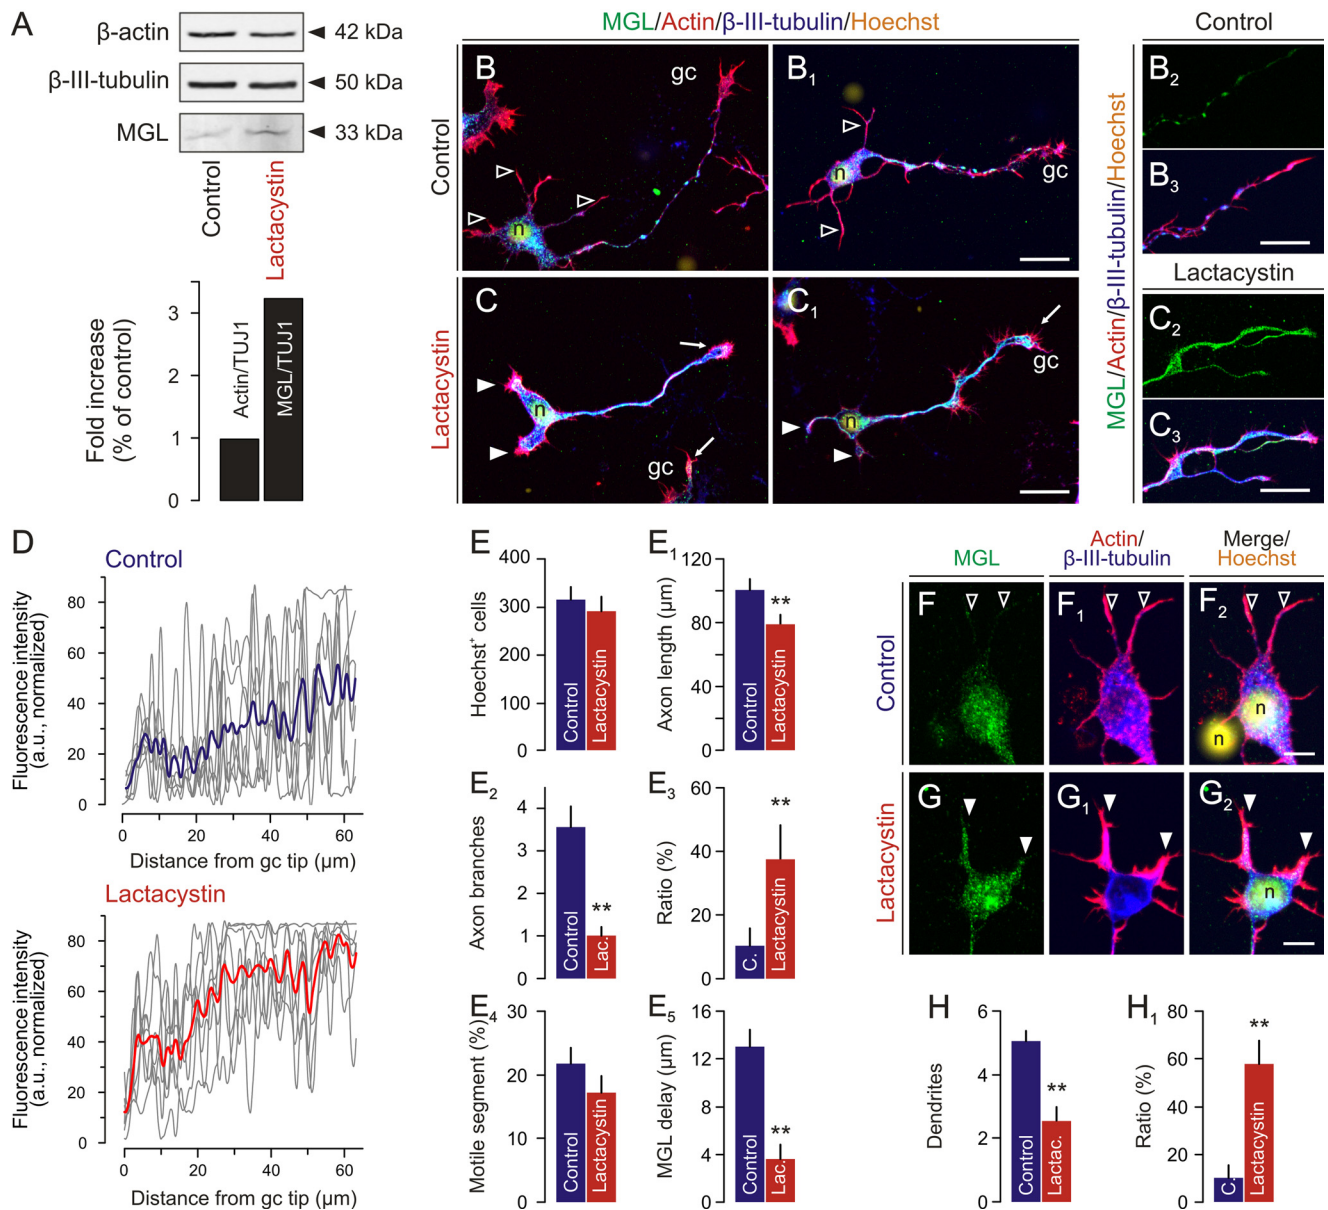 A
β-actin
42 kDa
β-III-tubulin
50 kDa
MGL
33 kDa
Control
Lactacystin
Fold increase
(% of control)
3
2
1
0
Actin/TUJ1
MGL/TUJ1
MGL/Actin/β-III-tubulin/Hoechst
Control
B
gc
n
B1
n
gc
Lactacystin
C
n
gc
C1
gc
n
MGL/Actin/β-III-tubulin/Hoechst
Control
B2
B3
Lactacystin
C2
C3
D
Control
Fluorescence intensity
(a.u., normalized)
80
60
40
20
0
0
20
40
60
Distance from gc tip (µm)
Lactacystin
Fluorescence intensity
(a.u., normalized)
80
60
40
20
0
0
20
40
60
Distance from gc tip (µm)
E
Hoechst+ cells
400
300
200
100
0
Control
Lactacystin
E1
Axon length (µm)
120
80
40
0
**
Control
Lactacystin
E2
Axon branches
4
3
2
1
0
**
Control
Lac.
E3
Ratio (%)
60
40
20
0
**
C.
Lactacystin
E4
Motile segment (%)
30
20
10
0
Control
Lactacystin
E5
MGL delay (µm)
16
12
8
4
0
**
Control
Lac.
MGL
Actin/
β-III-tubulin
Merge/
Hoechst
Control
F
F1
F2
n
n
Lactacystin
G
G1
G2
n
H
Dendrites
6
4
2
0
**
Control
Lactac.
H1
Ratio (%)
80
60
40
20
0
**
C.
Lactacystin